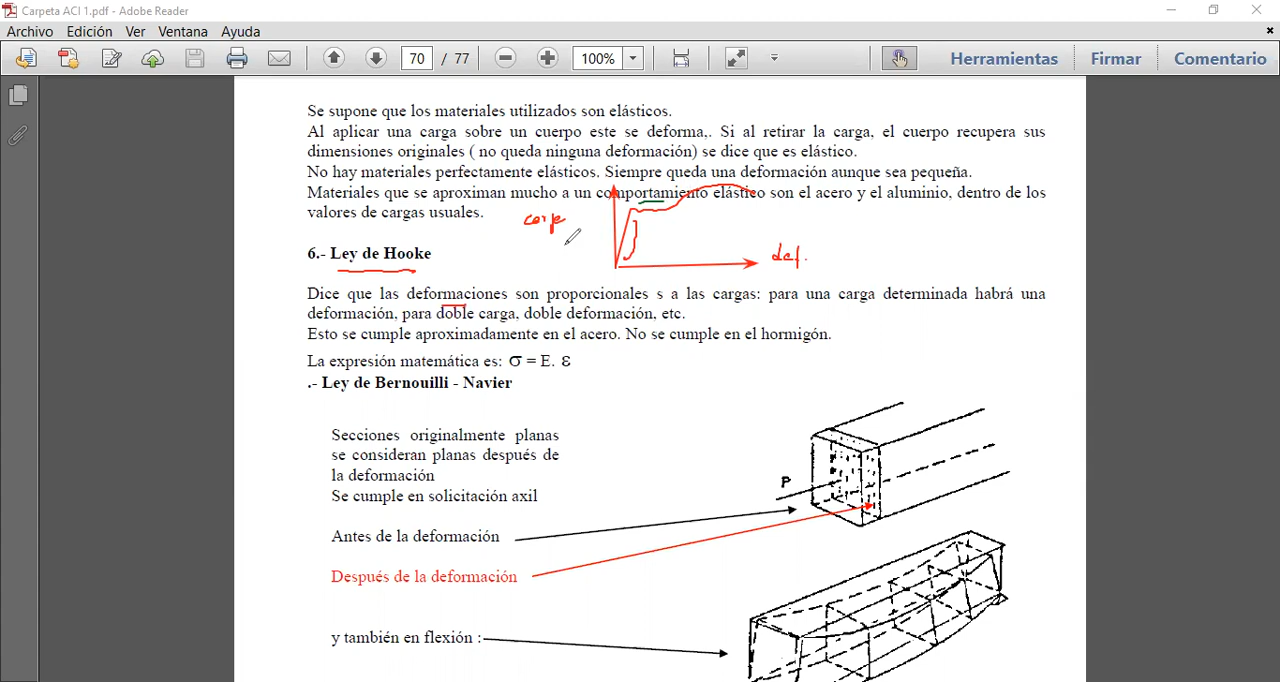 Carpeta ACI 1.pdf - Adobe Reader
Archivo Edición Ver Ventana Ayuda
70 / 77 100% Herramientas Firmar Comentario
Se supone que los materiales utilizados son elásticos.
Al aplicar una carga sobre un cuerpo este se deforma,. Si al retirar la carga, el cuerpo recupera sus
dimensiones originales ( no queda ninguna deformación) se dice que es elástico.
No hay materiales perfectamente elásticos. Siempre queda una deformación aunque sea pequeña.
Materiales que se aproximan mucho a un comportamiento elástico son el acero y el aluminio, dentro de los
valores de cargas usuales.
def.
6.- Ley de Hooke
Dice que las deformaciones son proporcionales s a las cargas: para una carga determinada habrá una
deformación, para doble carga, doble deformación, etc.
Esto se cumple aproximadamente en el acero. No se cumple en el hormigón.
La expresión matemática es: σ = E. ε
.- Ley de Bernouilli - Navier
Secciones originalmente planas
se consideran planas después de
la deformación
Se cumple en solicitación axil
P
Antes de la deformación
Después de la deformación
y también en flexión :